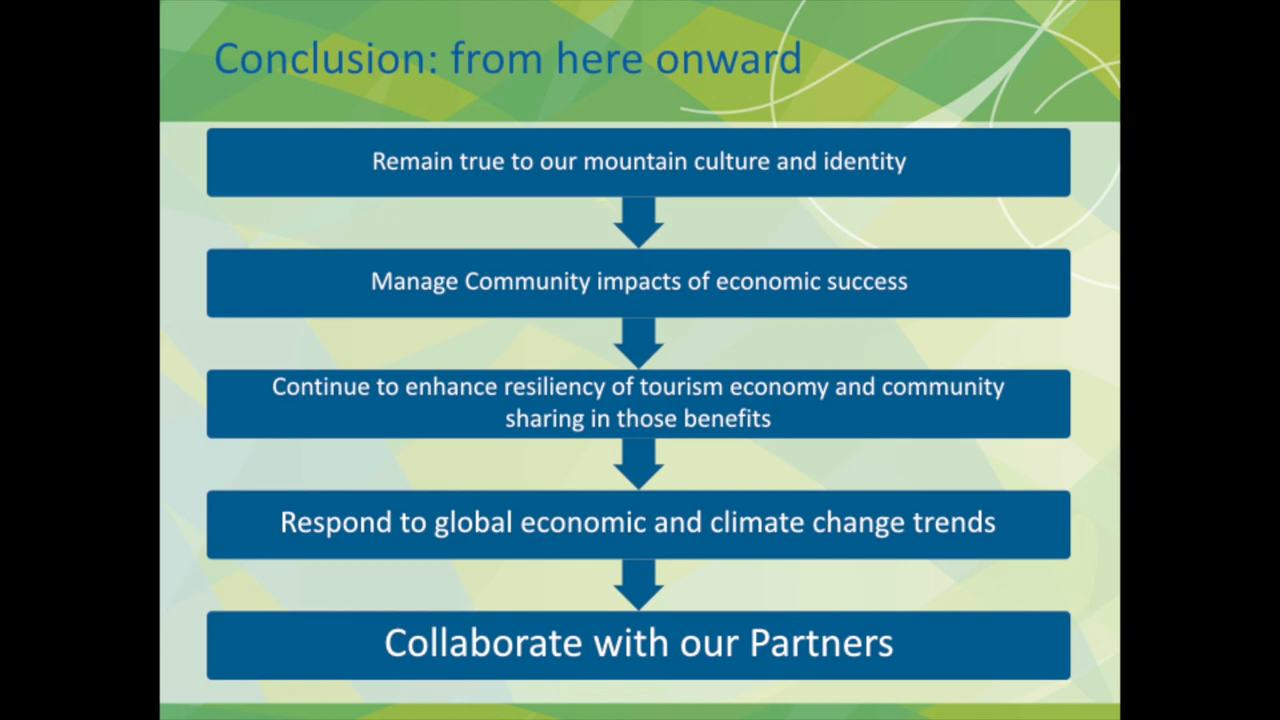 Conclusion: from here onward
Remain true to our mountain culture and identity
Manage Community impacts of economic success
Continue to enhance resiliency of tourism economy and community
sharing in those benefits
Respond to global economic and climate change trends
Collaborate with our Partners